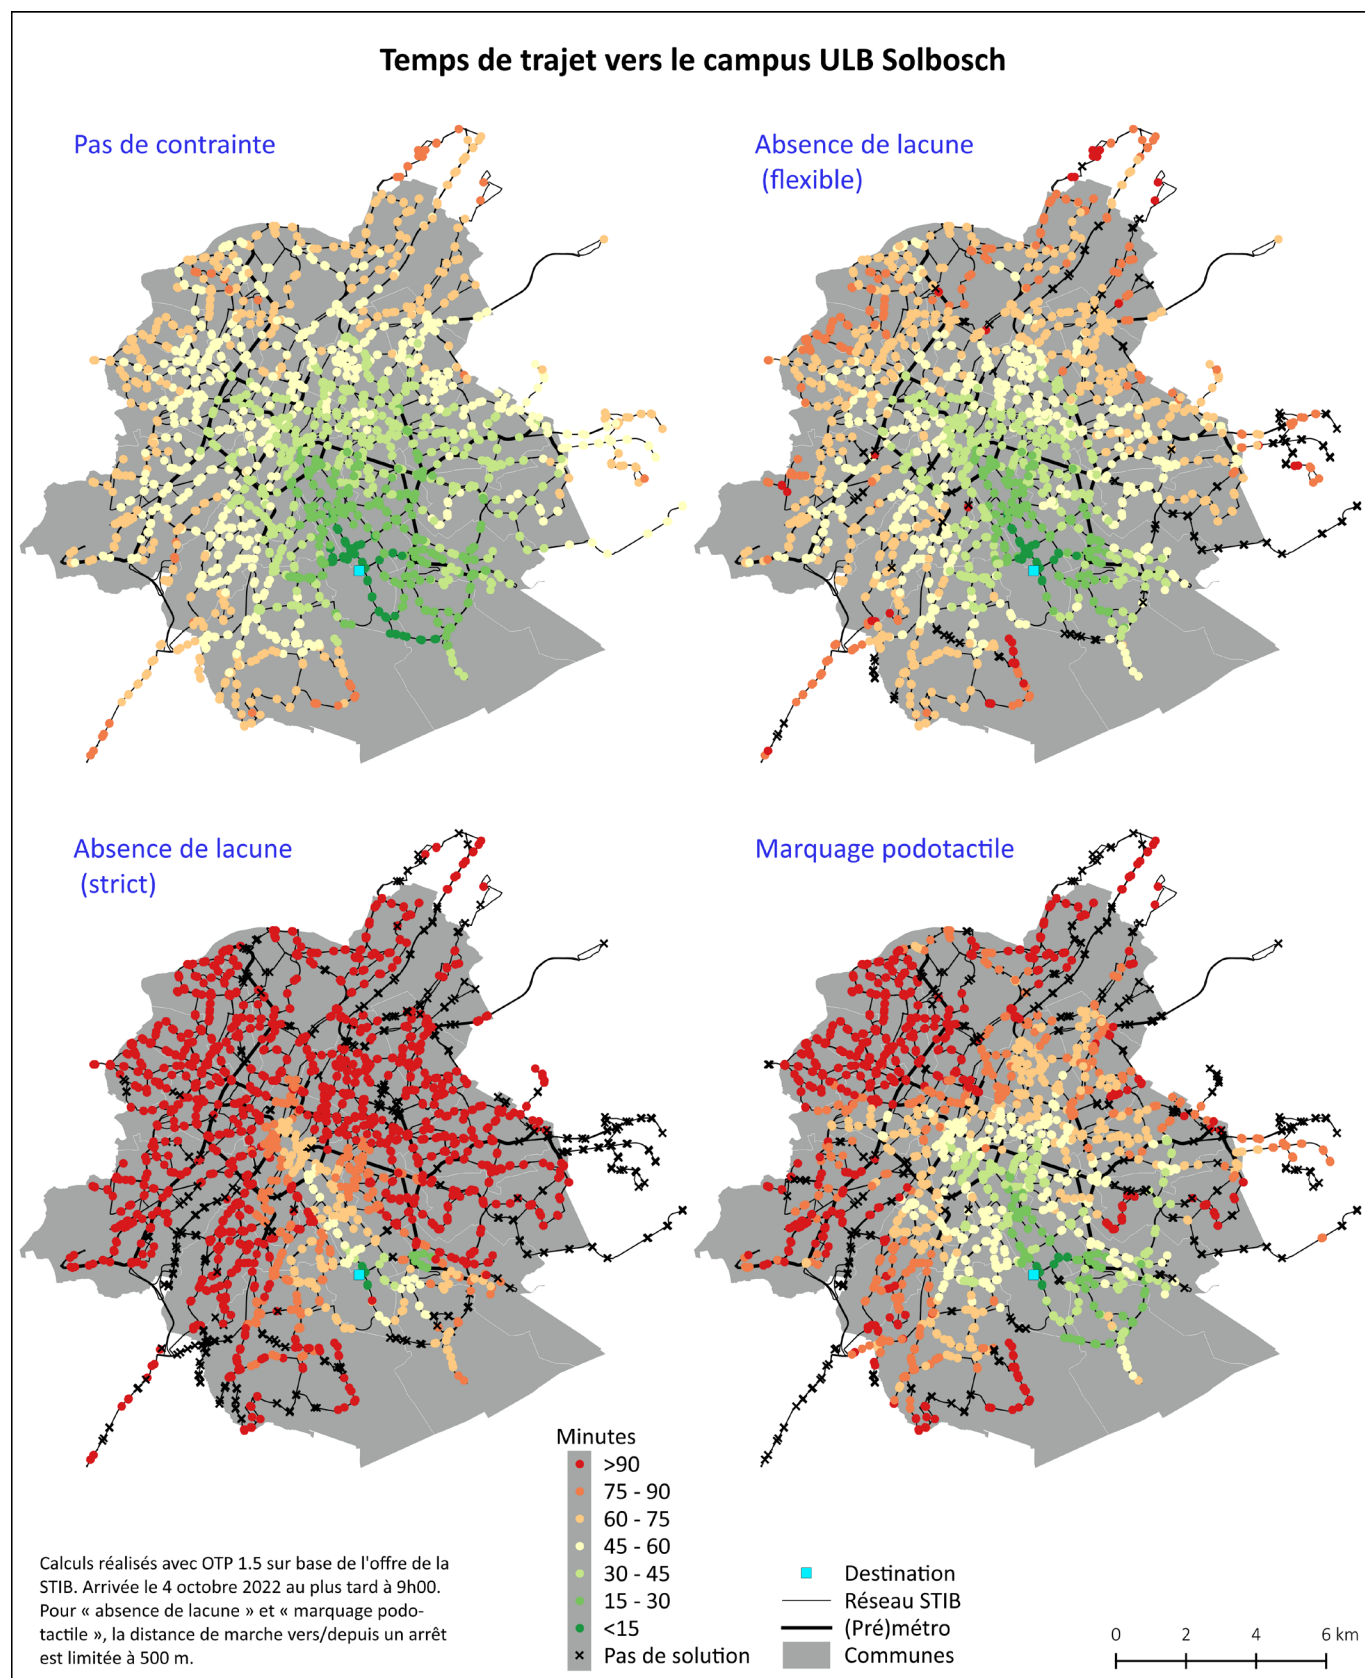 Temps de trajet vers le campus ULB Solbosch
Pas de contrainte
Absence de lacune
(flexible)
Absence de lacune
(strict)
Marquage podotactile
Minutes
>90
75 - 90
60 - 75
45 - 60
30 - 45
15 - 30
<15
Pas de solution
Calculs réalisés avec OTP 1.5 sur base de l'offre de la
STIB. Arrivée le 4 octobre 2022 au plus tard à 9h00.
Pour « absence de lacune » et « marquage podo-
tactile », la distance de marche vers/depuis un arrêt
est limitée à 500 m.
Destination
Réseau STIB
(Pré)métro
Communes
0 2 4 6 km